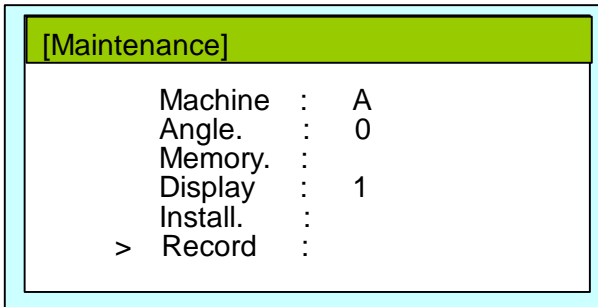 [Maintenance]
Machine : A
Angle. : 0
Memory. :
Display : 1
Install. :
> Record :